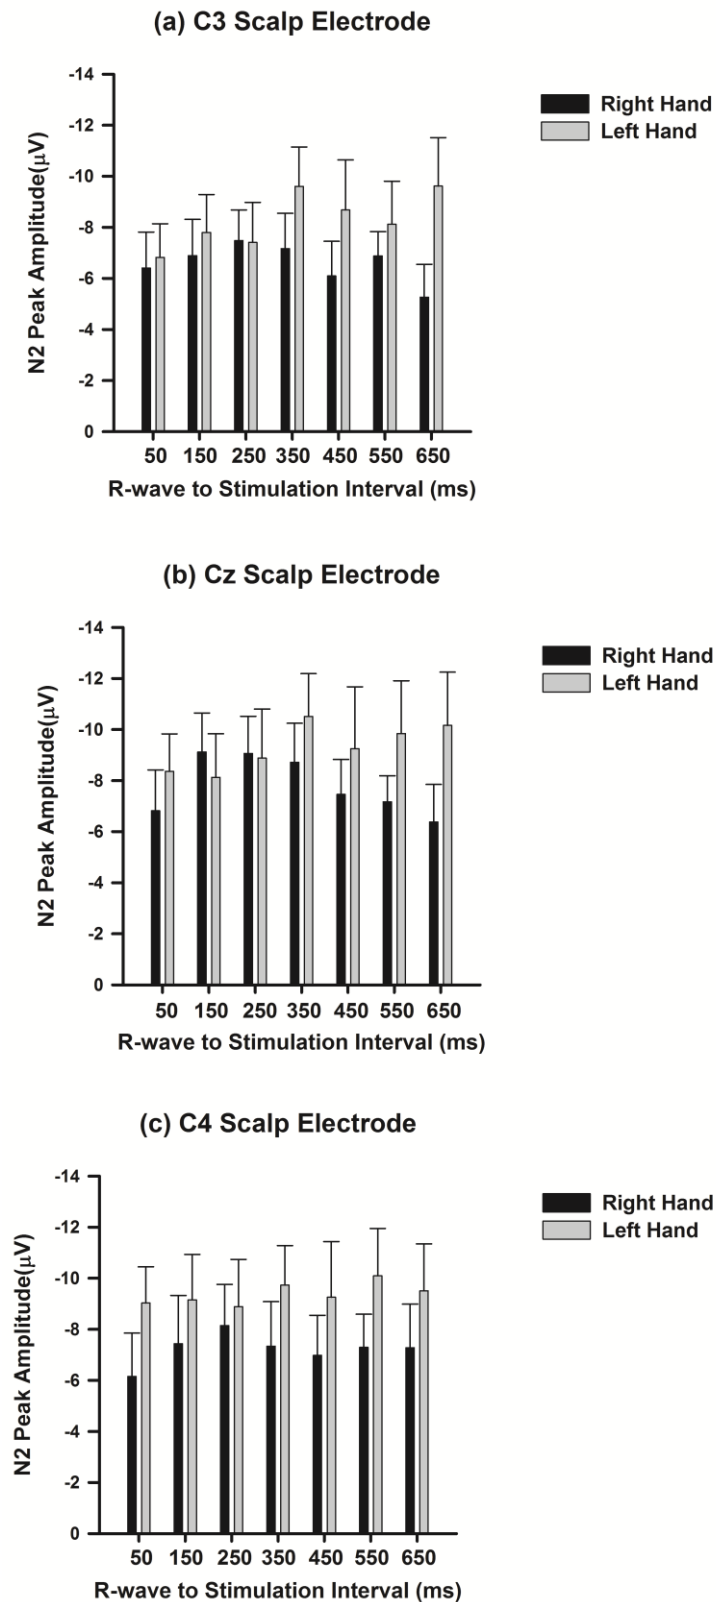 (a) C3 Scalp Electrode
-14
-12
-10
-8
-6
-4
-2
0
N2 Peak Amplitude(μV)
50 150 250 350 450 550 650
R-wave to Stimulation Interval (ms)
Right Hand
Left Hand
(b) Cz Scalp Electrode
-14
-12
-10
-8
-6
-4
-2
0
N2 Peak Amplitude(μV)
50 150 250 350 450 550 650
R-wave to Stimulation Interval (ms)
Right Hand
Left Hand
(c) C4 Scalp Electrode
-14
-12
-10
-8
-6
-4
-2
0
N2 Peak Amplitude(μV)
50 150 250 350 450 550 650
R-wave to Stimulation Interval (ms)
Right Hand
Left Hand